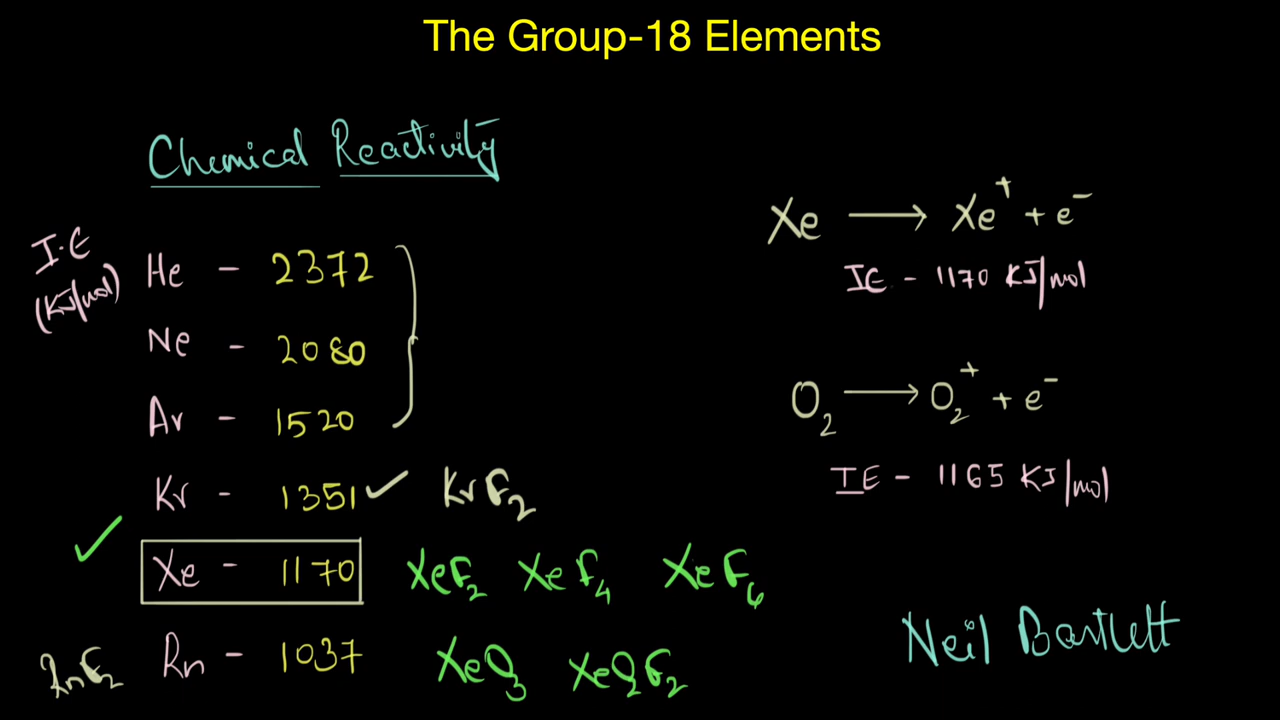 The Group-18 Elements
Chemical Reactivity
I.E
(KJ/mol)
He - 2372
Ne - 2080
Ar - 1520
Kr - 1351 ✓ KrF₂
✓ Xe - 1170 XeF₂ XeF₄ XeF₆
RnF₂ Rn - 1037 XeO₃ XeO₂F₂
Xe ⟶ Xe⁺ + e⁻
IE - 1170 KJ/mol
O₂ ⟶ O₂⁺ + e⁻
IE - 1165 KJ/mol
Neil Bartlett